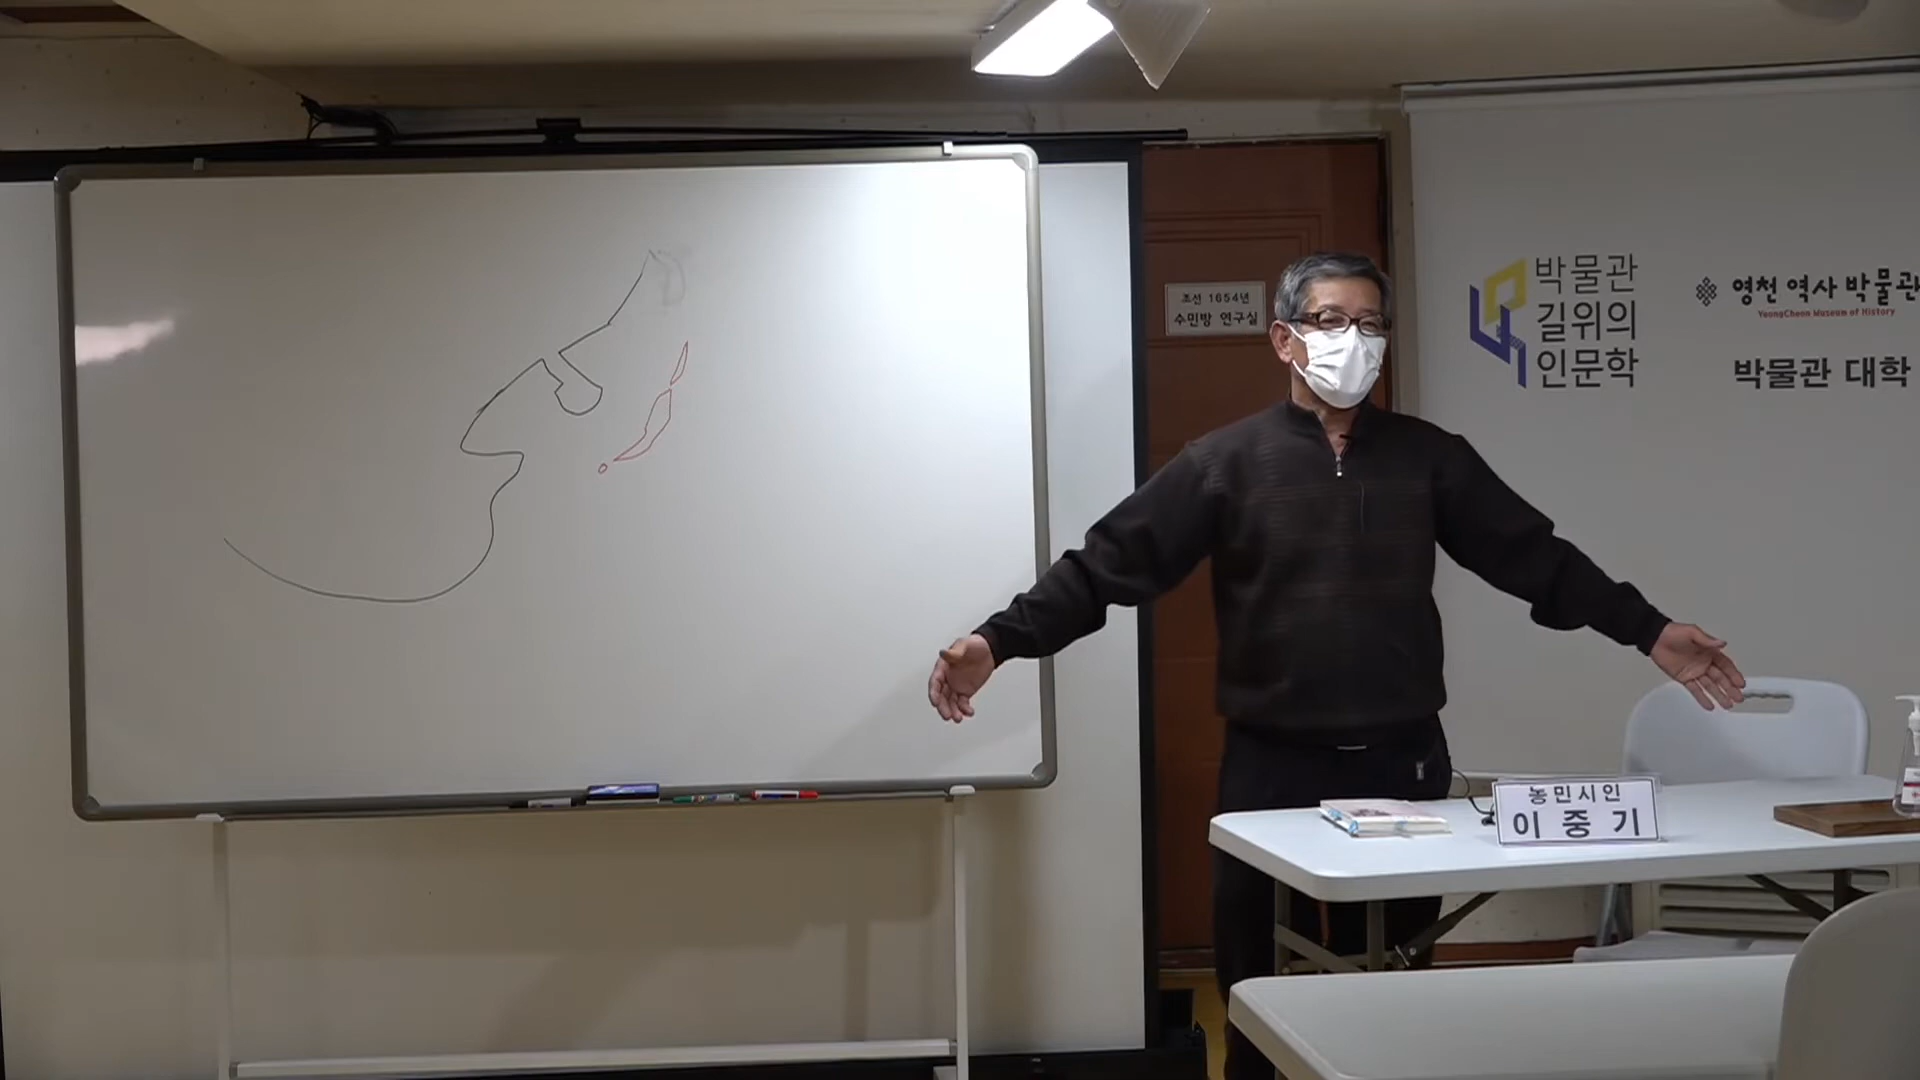 조선 1654년
수민방 연구실
박물관
길위의
인문학
영천 역사 박물관
YeongCheon Museum of History
박물관 대학
농민시인
이중기